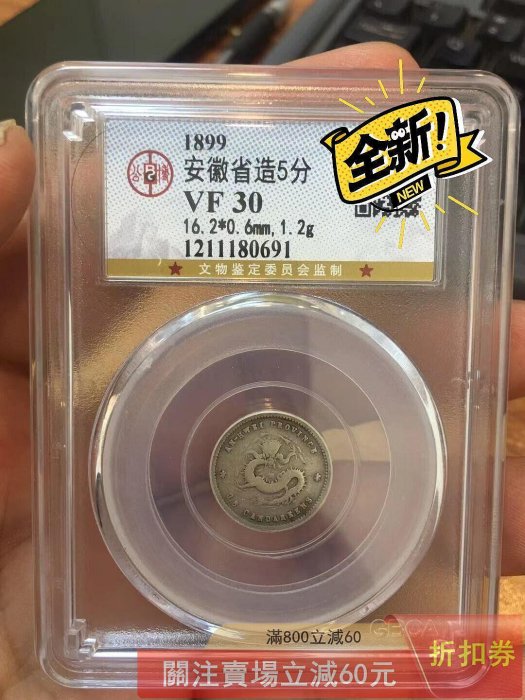 1899
安徽省造5分
VF 30
16.2*0.6mm,1.2g
1211180691
全新!
NEW
★ 文物鉴定委员会监制 ★
AN-HWEI PROVINCE
滿800立減60
折扣券
關注賣場立減60元